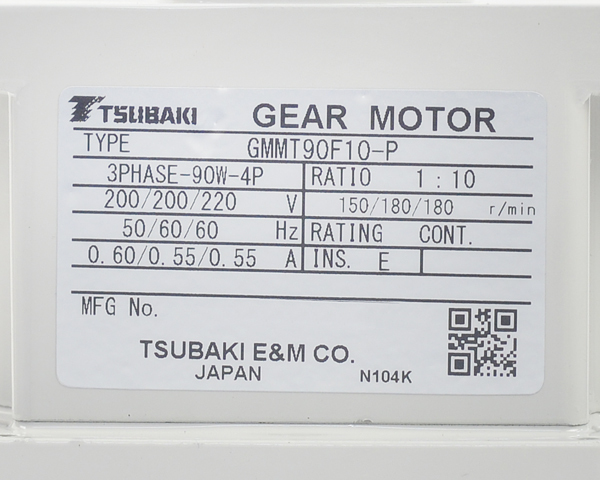 TSUBAKI GEAR MOTOR
TYPE GMMT90F10-P
3PHASE-90W-4P RATIO 1:10
200/200/220 V 150/180/180 r/min
50/60/60 Hz RATING CONT.
0.60/0.55/0.55 A INS. E
MFG No.
TSUBAKI E&M CO.
JAPAN N104K